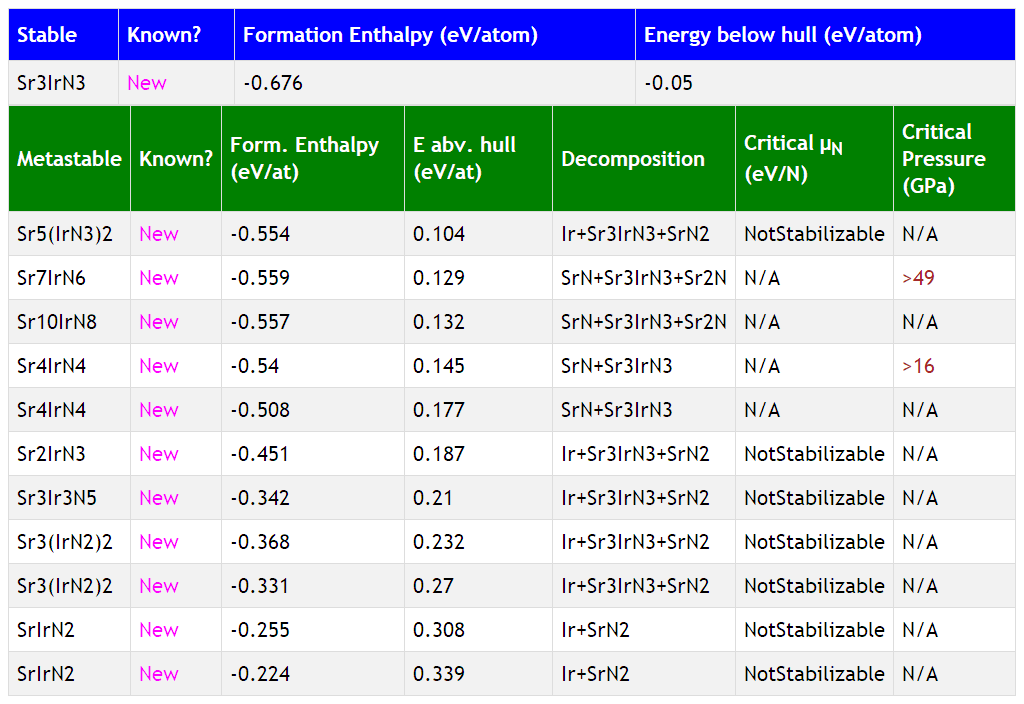 Stable Known? Formation Enthalpy (eV/atom) Energy below hull (eV/atom)
Sr3IrN3 New -0.676 -0.05
Metastable Known? Form. Enthalpy (eV/at) E abv. hull (eV/at) Decomposition Critical μN (eV/N) Critical Pressure (GPa)
Sr5(IrN3)2 New -0.554 0.104 Ir+Sr3IrN3+SrN2 NotStabilizable N/A
Sr7IrN6 New -0.559 0.129 SrN+Sr3IrN3+Sr2N N/A >49
Sr10IrN8 New -0.557 0.132 SrN+Sr3IrN3+Sr2N N/A N/A
Sr4IrN4 New -0.54 0.145 SrN+Sr3IrN3 N/A >16
Sr4IrN4 New -0.508 0.177 SrN+Sr3IrN3 N/A N/A
Sr2IrN3 New -0.451 0.187 Ir+Sr3IrN3+SrN2 NotStabilizable N/A
Sr3Ir3N5 New -0.342 0.21 Ir+Sr3IrN3+SrN2 NotStabilizable N/A
Sr3(IrN2)2 New -0.368 0.232 Ir+Sr3IrN3+SrN2 NotStabilizable N/A
Sr3(IrN2)2 New -0.331 0.27 Ir+Sr3IrN3+SrN2 NotStabilizable N/A
SrIrN2 New -0.255 0.308 Ir+SrN2 NotStabilizable N/A
SrIrN2 New -0.224 0.339 Ir+SrN2 NotStabilizable N/A